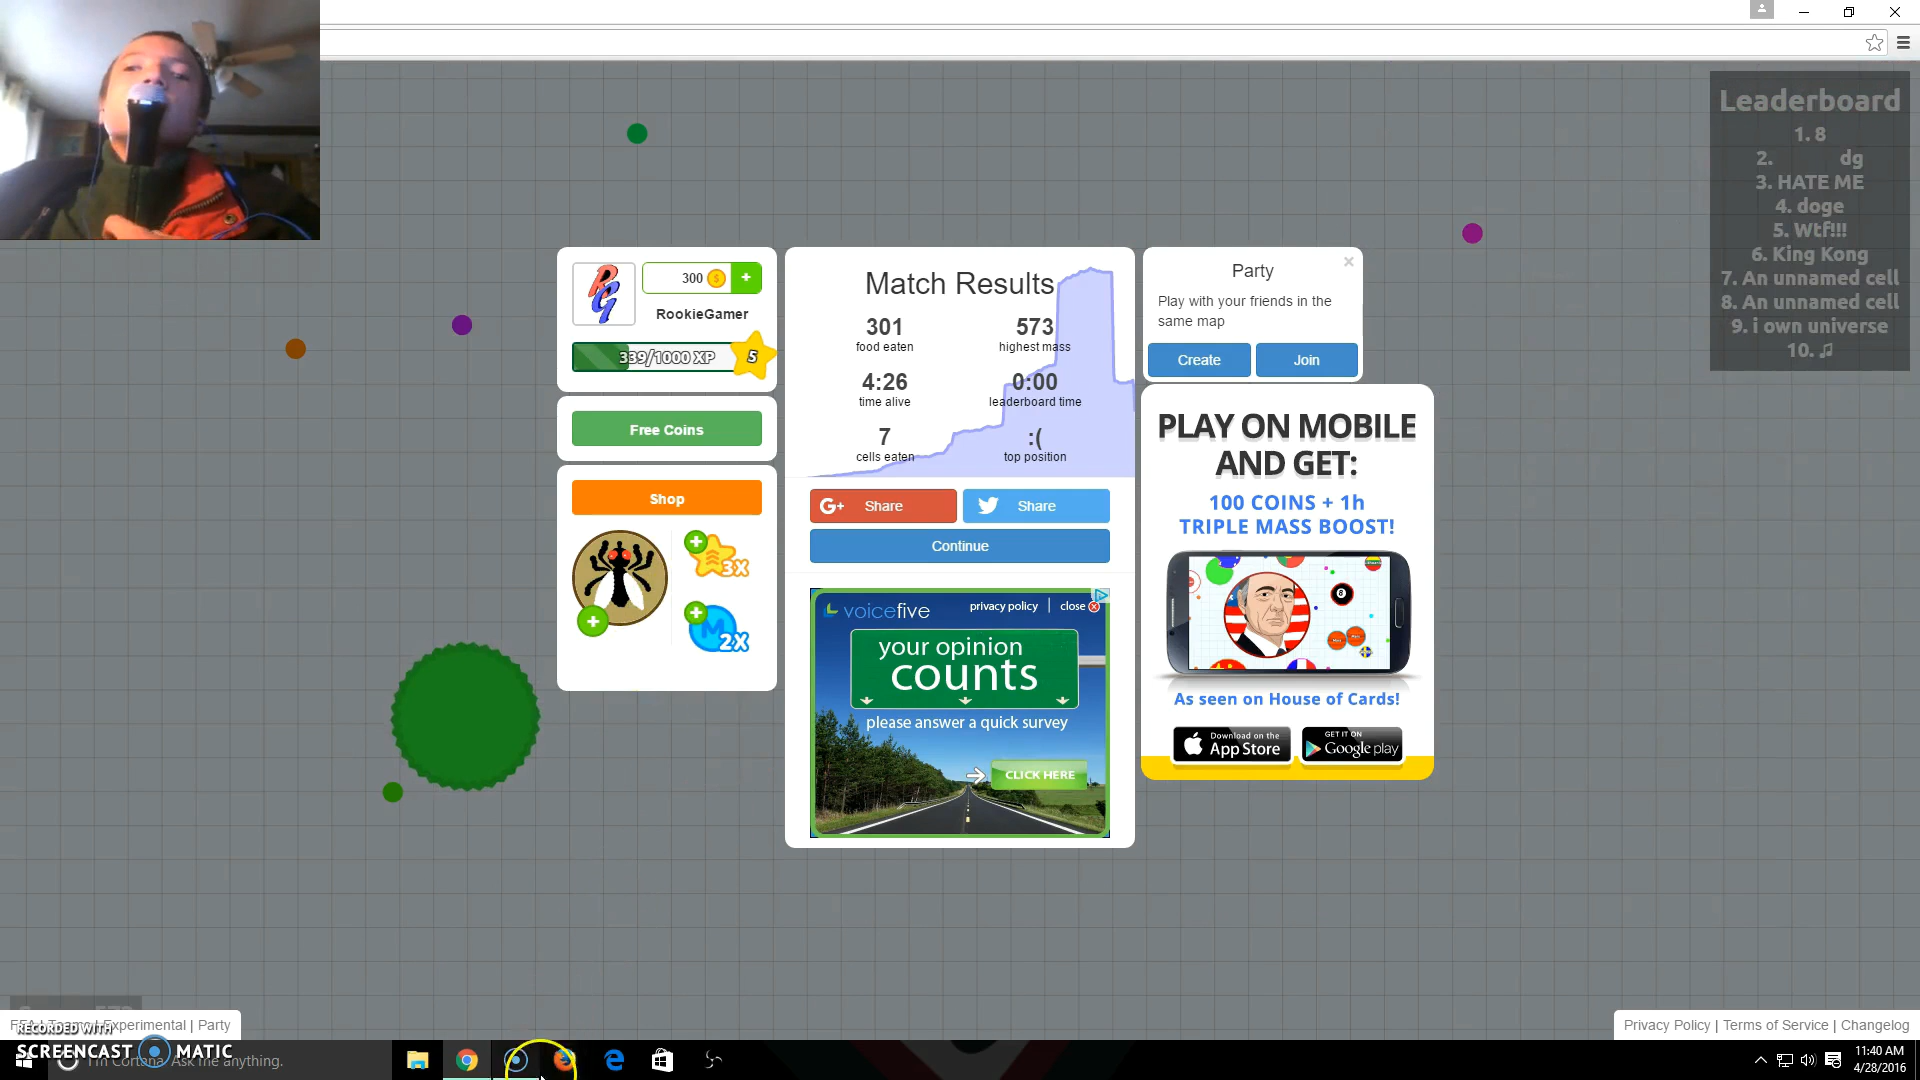 Leaderboard
1. 8
2. dg
3. HATE ME
4. doge
5. Wtf!!!
6. King Kong
7. An unnamed cell
8. An unnamed cell
9. i own universe
10. ♫
RG
300
+
RookieGamer
339/1000 XP
5
Free Coins
Shop
3X
M
2X
Match Results
301
food eaten
573
highest mass
4:26
time alive
0:00
leaderboard time
7
cells eaten
:(
top position
G+ Share
Share
Continue
voicefive
privacy policy | close
your opinion
counts
please answer a quick survey
CLICK HERE
Party
×
Play with your friends in the
same map
Create
Join
PLAY ON MOBILE
AND GET:
100 COINS + 1h
TRIPLE MASS BOOST!
8
As seen on House of Cards!
Download on the
App Store
GET IT ON
Google play
Experimental | Party
RECORDED WITH
SCREENCAST MATIC
I'm Cortana. Ask me anything.
Privacy Policy | Terms of Service | Changelog
11:40 AM
4/28/2016